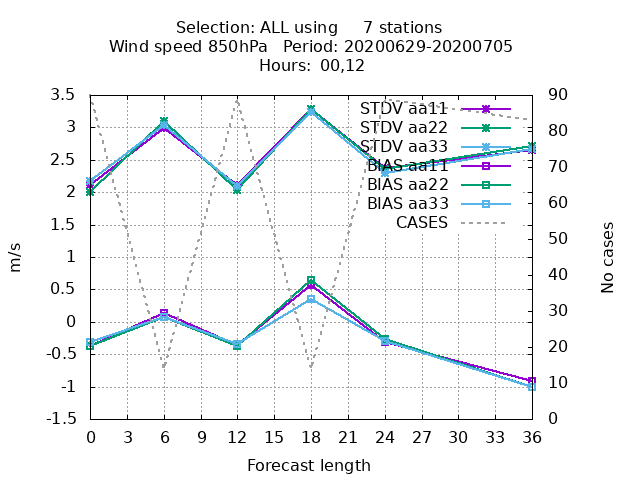 Selection: ALL using 7 stations
Wind speed 850hPa Period: 20200629-20200705
Hours: 00,12
3.5
3
2.5
2
1.5
1
0.5
0
-0.5
-1
-1.5
m/s
90
80
70
60
50
40
30
20
10
0
No cases
STDV aa11
STDV aa22
STDV aa33
BIAS aa11
BIAS aa22
BIAS aa33
CASES
0 3 6 9 12 15 18 21 24 27 30 33 36
Forecast length